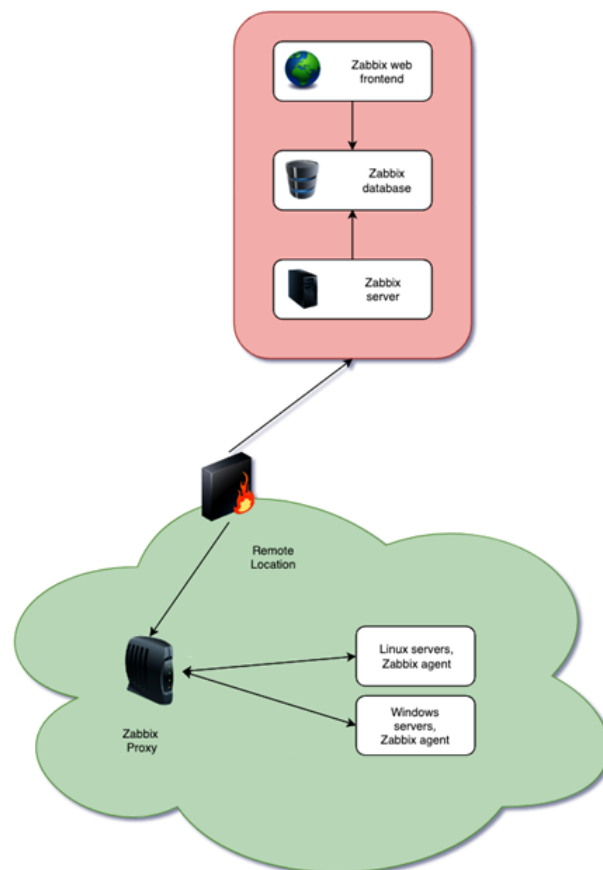 Zabbix web
frontend
Zabbix
database
Zabbix
server
Remote
Location
Linux servers,
Zabbix agent
Windows
servers,
Zabbix agent
Zabbix
Proxy